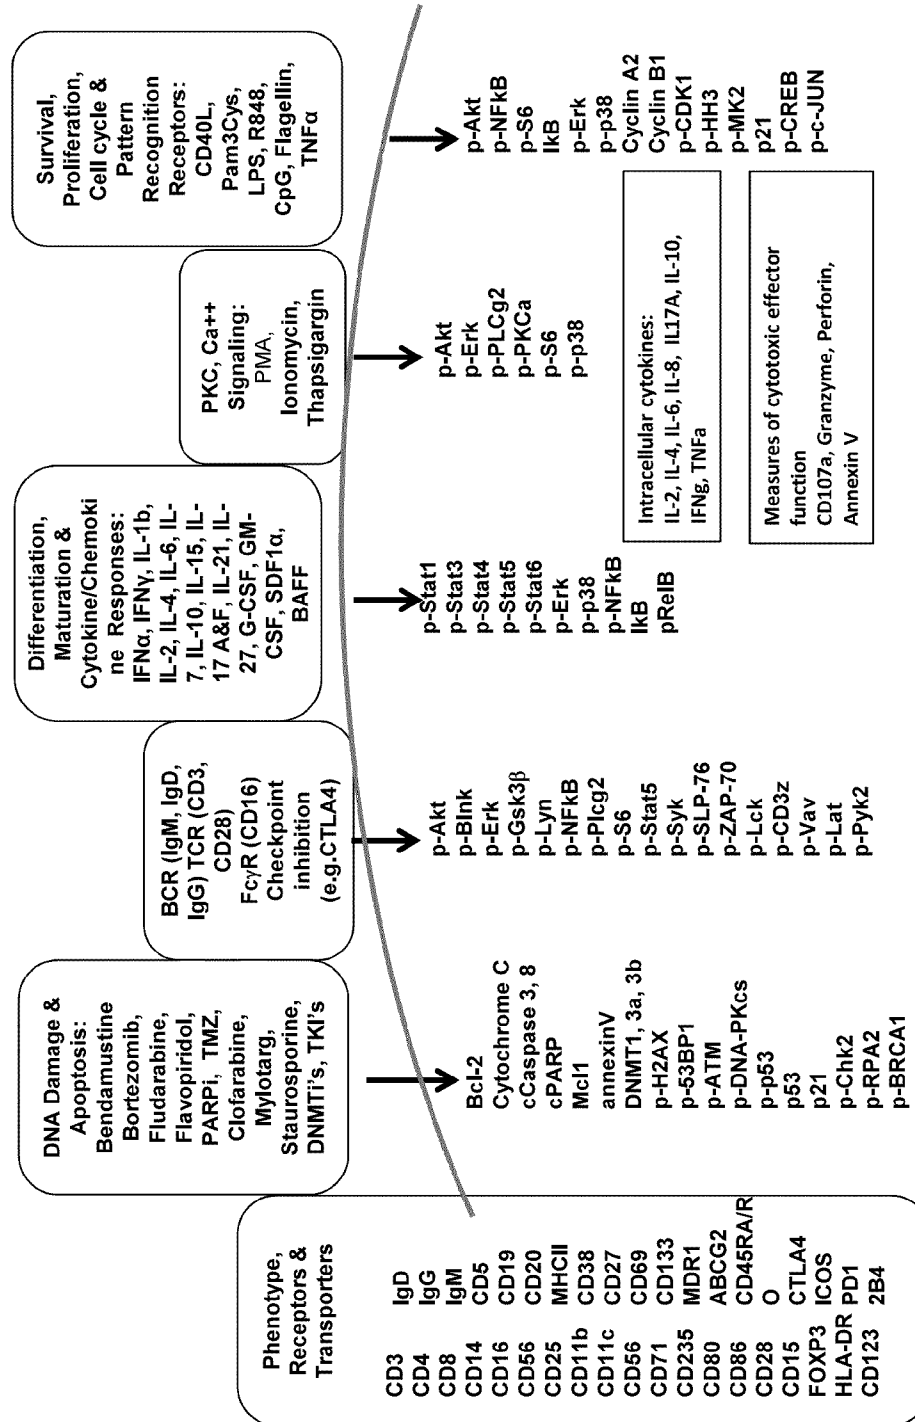 Phenotype,
Receptors &
Transporters
CD3
CD4
CD8
CD14
CD16
CD56
CD25
CD11b
CD11c
CD56
CD71
CD235
CD80
CD86
CD28
CD15
FOXP3
HLA-DR
CD123
IgD
IgG
IgM
CD5
CD19
CD20
MHCII
CD38
CD27
CD69
CD133
MDR1
ABCG2
CD45RA/R
O
CTLA4
ICOS
PD1
2B4
DNA Damage &
Apoptosis:
Bendamustine
Bortezomib,
Fludarabine,
Flavopiridol,
PARPi, TMZ,
Clofarabine,
Mylotarg,
Staurosporine,
DNMTI's, TKI's
Bcl-2
Cytochrome C
cCaspase 3, 8
cPARP
Mcl1
annexinV
DNMT1, 3a, 3b
p-H2AX
p-53BP1
p-ATM
p-DNA-PKcs
p-p53
p53
p21
p-Chk2
p-RPA2
p-BRCA1
BCR (IgM, IgD,
IgG) TCR (CD3,
CD28)
FcγR (CD16)
Checkpoint
inhibition
(e.g.CTLA4)
p-Akt
p-Blnk
p-Erk
p-Gsk3β
p-Lyn
p-NFkB
p-Plcg2
p-S6
p-Stat5
p-Syk
p-SLP-76
p-ZAP-70
p-Lck
p-CD3z
p-Vav
p-Lat
p-Pyk2
Differentiation,
Maturation &
Cytokine/Chemoki
ne Responses:
IFNα, IFNγ, IL-1b,
IL-2, IL-4, IL-6, IL-
7, IL-10, IL-15, IL-
17 A&F, IL-21, IL-
27, G-CSF, GM-
CSF, SDF1α,
BAFF
p-Stat1
p-Stat3
p-Stat4
p-Stat5
p-Stat6
p-Erk
p-p38
p-NFkB
IkB
pRelB
PKC, Ca++
Signaling:
PMA,
Ionomycin,
Thapsigargin
p-Akt
p-Erk
p-PLCg2
p-PKCa
p-S6
p-p38
Survival,
Proliferation,
Cell cycle &
Pattern
Recognition
Receptors:
CD40L,
Pam3Cys,
LPS, R848,
CpG, Flagellin,
TNFα
p-Akt
p-NFkB
p-S6
IkB
p-Erk
p-p38
Cyclin A2
Cyclin B1
p-CDK1
p-HH3
p-MK2
p21
p-CREB
p-c-JUN
Intracellular cytokines:
IL-2, IL-4, IL-6, IL-8, IL17A, IL-10,
IFNg, TNFa
Measures of cytotoxic effector
function
CD107a, Granzyme, Perforin,
Annexin V